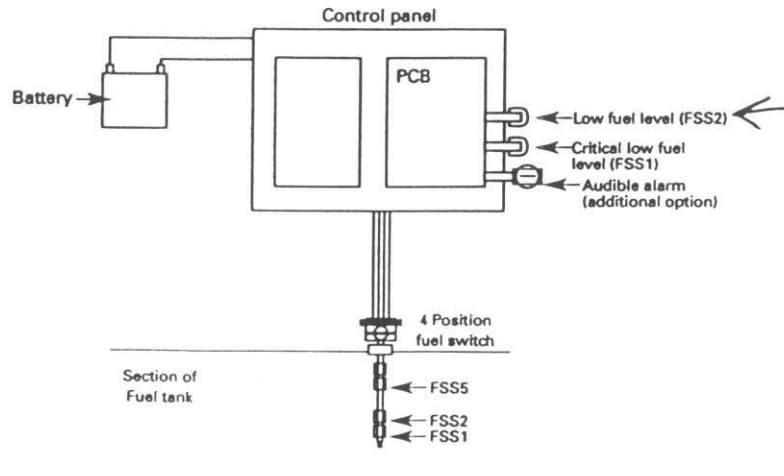 Control panel
PCB
Battery
Low fuel level (FSS2)
Critical low fuel
level (FSS1)
Audible alarm
(additional option)
4 Position
fuel switch
Section of
Fuel tank
FSS5
FSS2
FSS1